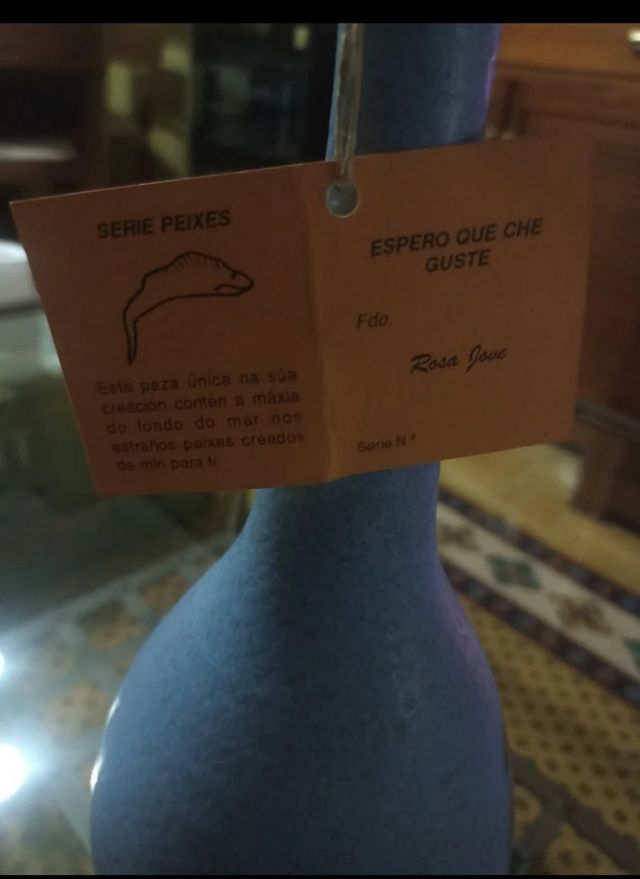 SERIE PEIXES
Esta peza única na súa
creación contén a máxia
do fondo do mar nos
estraños peixes creados
de min para ti
ESPERO QUE CHE
GUSTE
Fdo.
Rosa Jove
Serie N.º